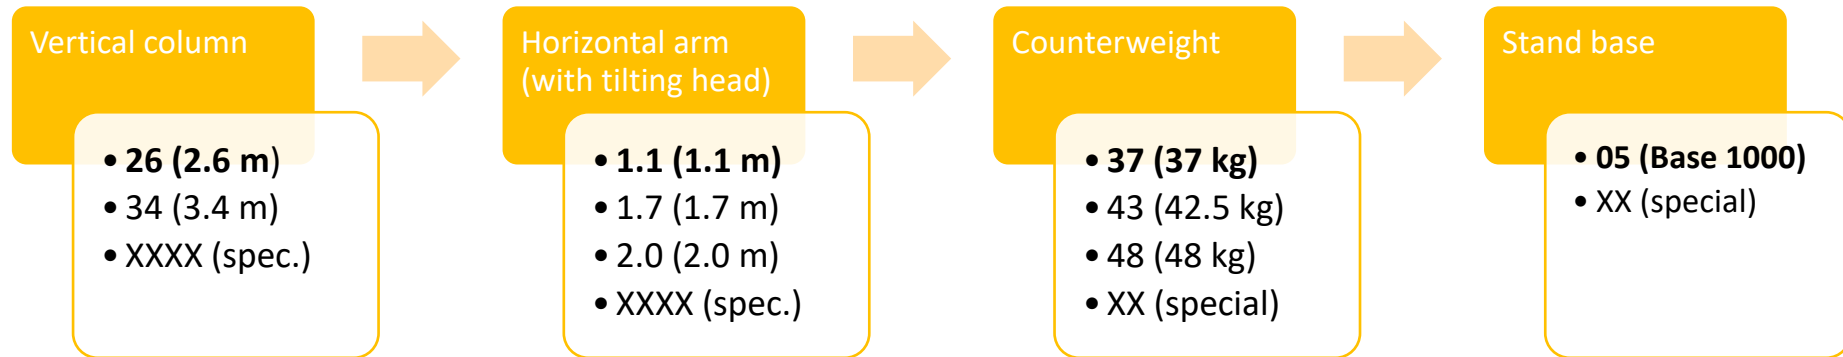 Vertical column
• 26 (2.6 m)
• 34 (3.4 m)
• XXXX (spec.)
Horizontal arm
(with tilting head)
• 1.1 (1.1 m)
• 1.7 (1.7 m)
• 2.0 (2.0 m)
• XXXX (spec.)
Counterweight
• 37 (37 kg)
• 43 (42.5 kg)
• 48 (48 kg)
• XX (special)
Stand base
• 05 (Base 1000)
• XX (special)